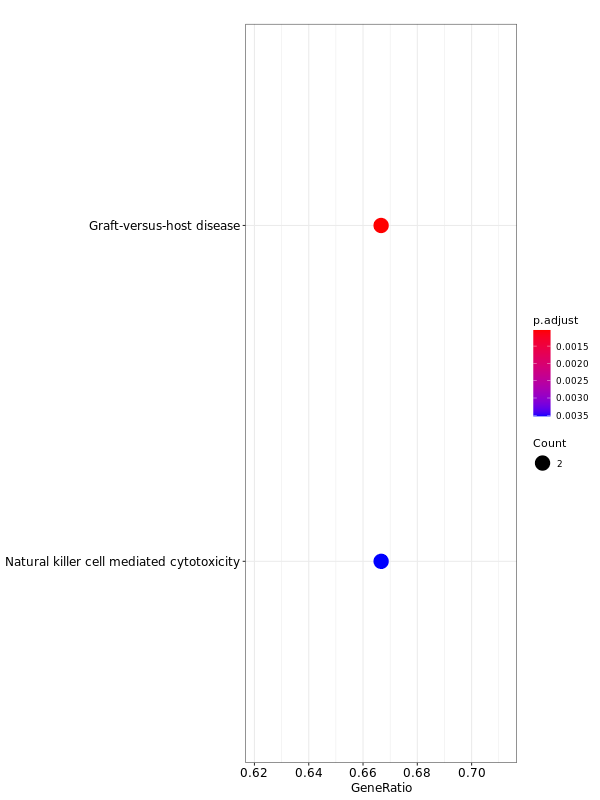 Graft-versus-host disease
Natural killer cell mediated cytotoxicity
0.62 0.64 0.66 0.68 0.70
GeneRatio
p.adjust
0.0015
0.0020
0.0025
0.0030
0.0035
Count
2